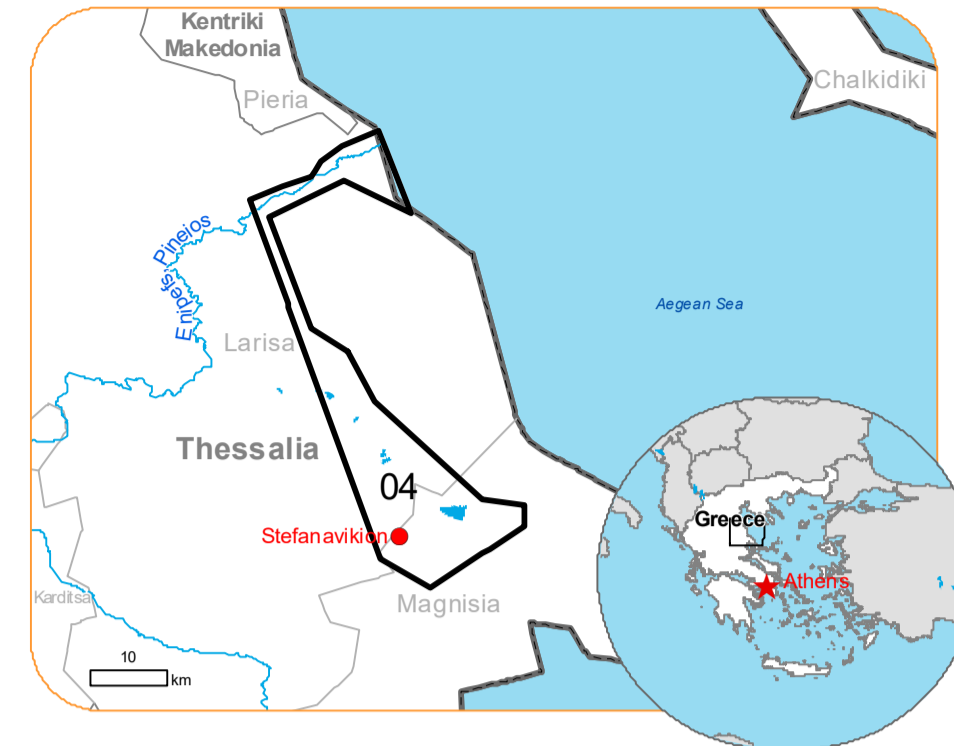 Kentriki
Makedonia
Pieria
Chalkidiki
Enipefs, Pineios
Aegean Sea
Larisa
Thessalia
04
Stefanavikion
Greece
Athens
Karditsa
Magnisia
10
km